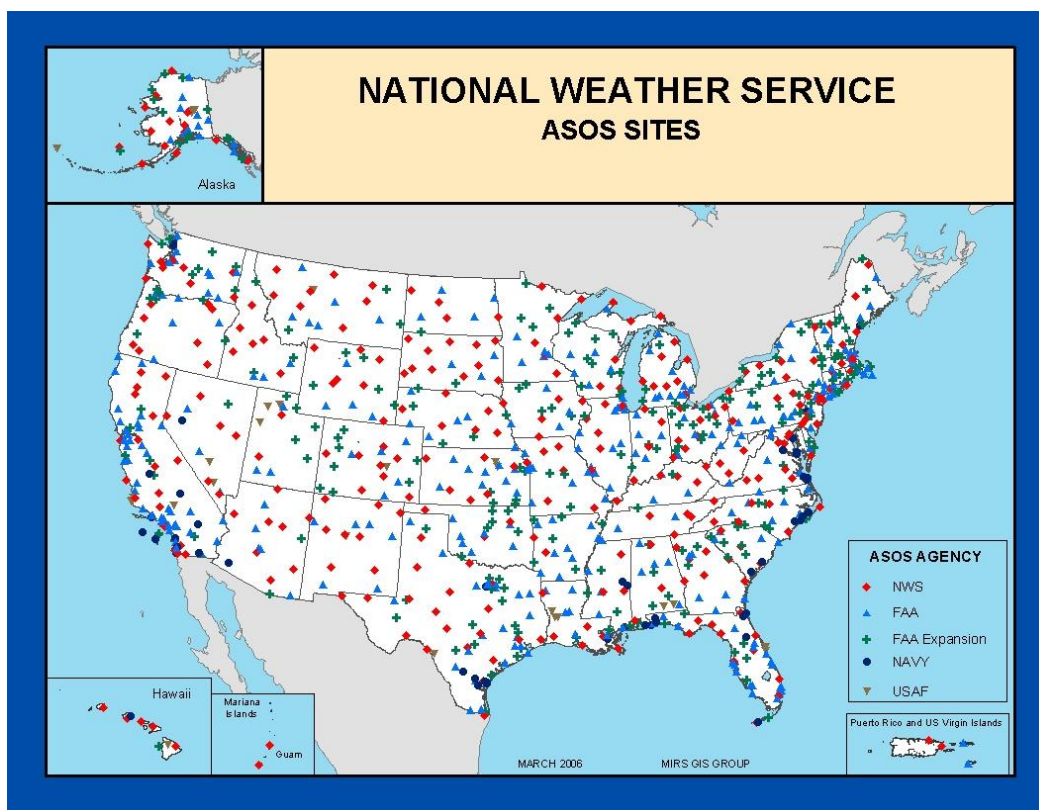 NATIONAL WEATHER SERVICE
ASOS SITES
Alaska
ASOS AGENCY
NWS
FAA
FAA Expansion
NAVY
USAF
Hawaii
Mariana
Islands
Guam
Puerto Rico and US Virgin Islands
MARCH 2006
MIRS GIS GROUP